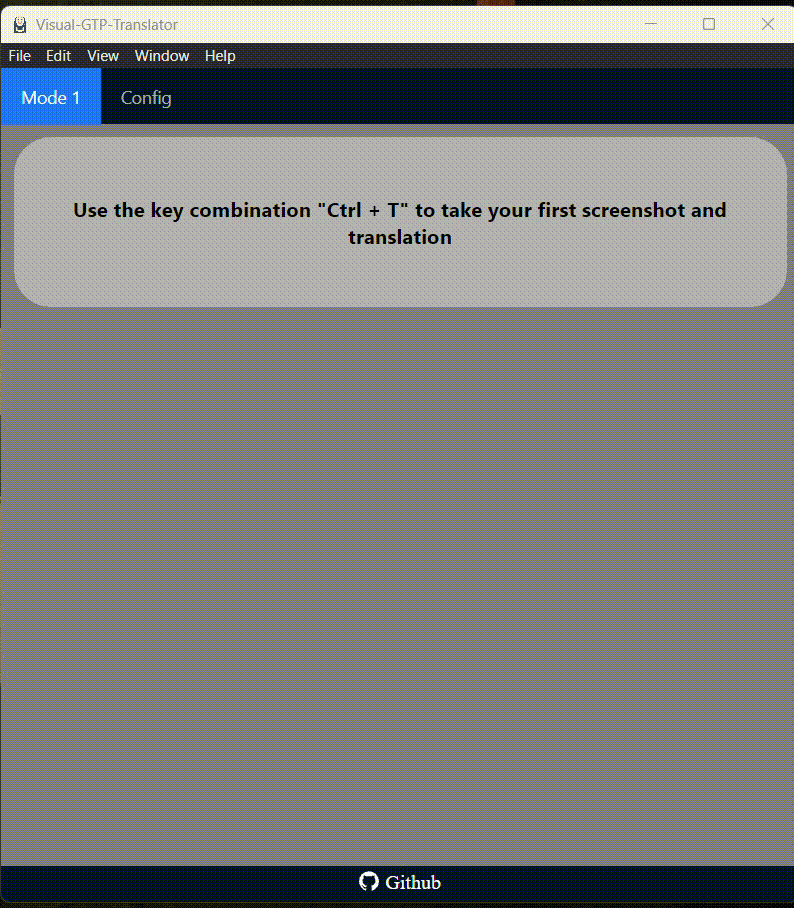 Visual-GTP-Translator
File Edit View Window Help
Mode 1 Config
Use the key combination "Ctrl + T" to take your first screenshot and
translation
Github